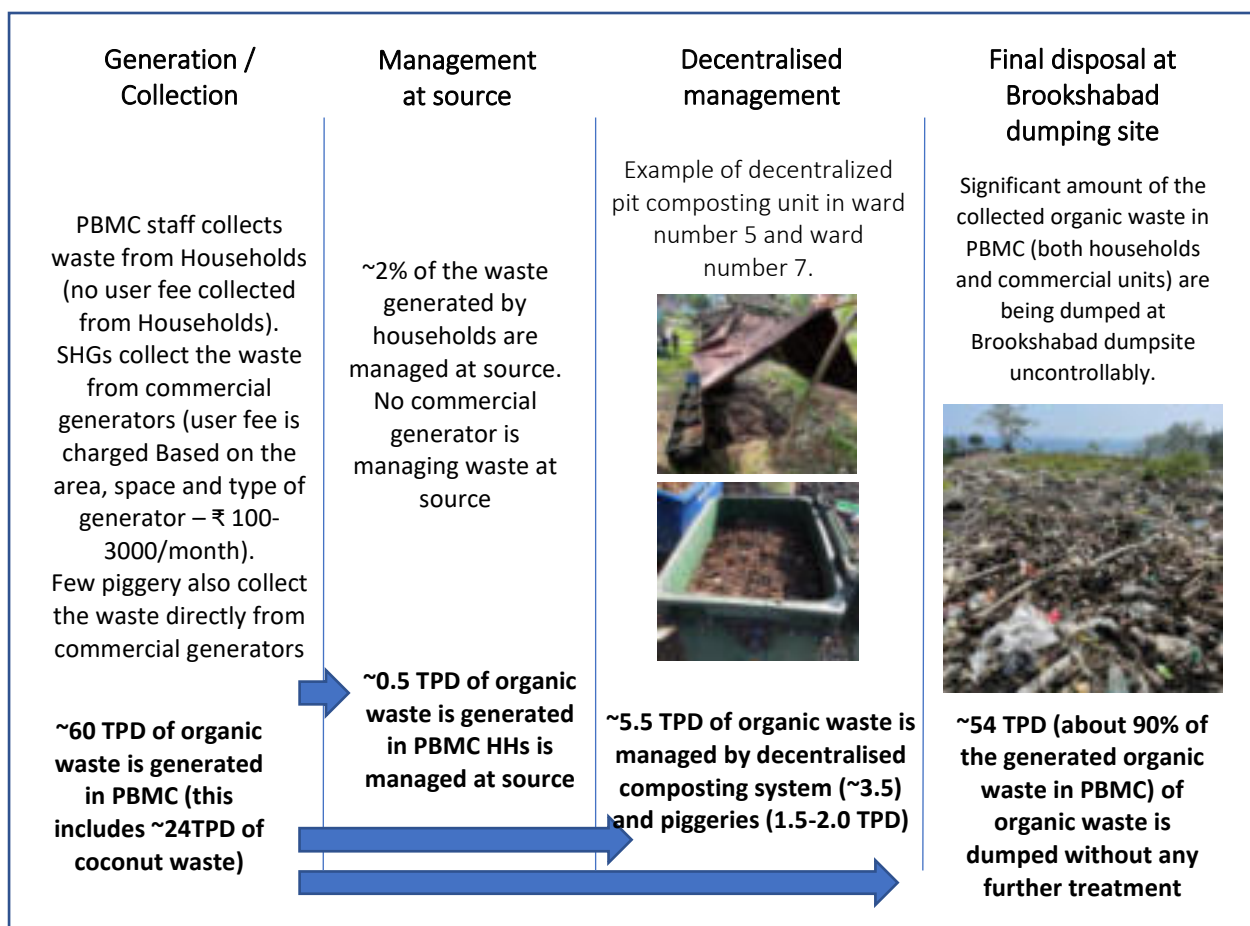 Generation /
Collection
PBMC staff collects
waste from Households
(no user fee collected
from Households).
SHGs collect the waste
from commercial
generators (user fee is
charged Based on the
area, space and type of
generator – ₹ 100-
3000/month).
Few piggery also collect
the waste directly from
commercial generators
~60 TPD of organic
waste is generated
in PBMC (this
includes ~24TPD of
coconut waste)
Management
at source
~2% of the waste
generated by
households are
managed at source.
No commercial
generator is
managing waste at
source
~0.5 TPD of organic
waste is generated
in PBMC HHs is
managed at source
Decentralised
management
Example of decentralized
pit composting unit in ward
number 5 and ward
number 7.
~5.5 TPD of organic waste is
managed by decentralised
composting system (~3.5)
and piggeries (1.5-2.0 TPD)
Final disposal at
Brookshabad
dumping site
Significant amount of the
collected organic waste in
PBMC (both households
and commercial units) are
being dumped at
Brookshabad dumpsite
uncontrollably.
~54 TPD (about 90% of
the generated organic
waste in PBMC) of
organic waste is
dumped without any
further treatment